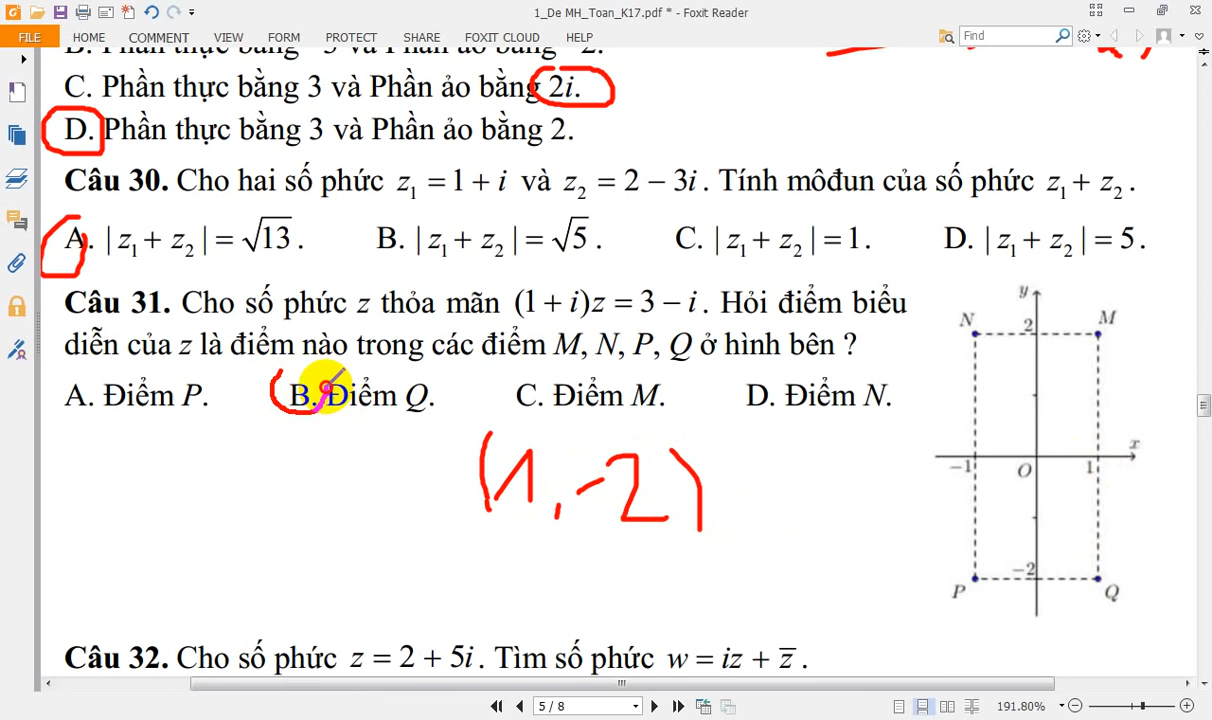 1_De MH_Toan_K17.pdf * - Foxit Reader
FILE HOME COMMENT VIEW FORM PROTECT SHARE FOXIT CLOUD HELP Find
C. Phần thực bằng 3 và Phần ảo bằng 2i.
D. Phần thực bằng 3 và Phần ảo bằng 2.
Câu 30. Cho hai số phức z₁ = 1 + i và z₂ = 2 − 3i. Tính môđun của số phức z₁ + z₂.
A. | z₁ + z₂ | = √13. B. | z₁ + z₂ | = √5. C. | z₁ + z₂ | = 1. D. | z₁ + z₂ | = 5.
Câu 31. Cho số phức z thỏa mãn (1 + i)z = 3 − i. Hỏi điểm biểu
diễn của z là điểm nào trong các điểm M, N, P, Q ở hình bên ?
A. Điểm P. B. Điểm Q. C. Điểm M. D. Điểm N.
y
N 2 M
x
−1 O 1
−2
P Q
(1, -2)
Câu 32. Cho số phức z = 2 + 5i. Tìm số phức w = iz + z̅.
5 / 8 191.80%